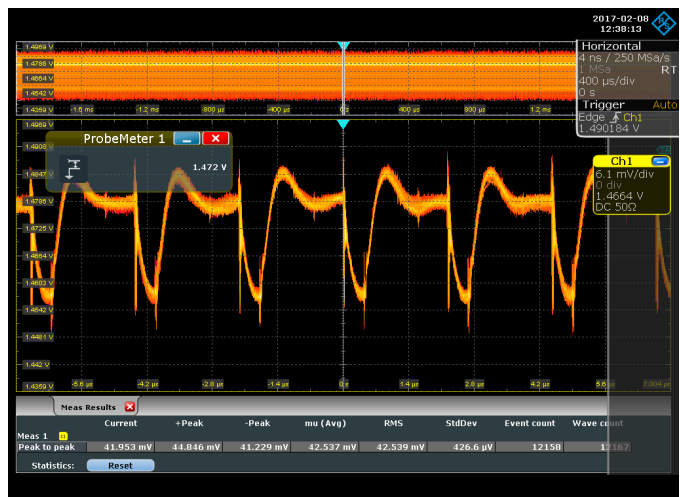 2017-02-08
12:38:13
Horizontal
4 ns / 250 MSa/s
1 MSa RT
400 µs/div
0 s
Trigger Auto
Edge Ch1
1.490184 V
1.4969 V
1.4786 V
1.4664 V
1.4542 V
1.4359 V
-1.6 ms
-1.2 ms
-800 µs
-400 µs
0 s
400 µs
800 µs
1.2 ms
1.4969 V
1.4908 V
1.4847 V
1.4786 V
1.4725 V
1.4664 V
1.4603 V
1.4542 V
1.4481 V
1.442 V
1.4359 V
ProbeMeter 1
1.472 V
Ch1
6.1 mV/div
0 div
1.4664 V
DC 50Ω
-5.6 µs
-4.2 µs
-2.8 µs
-1.4 µs
0 s
1.4 µs
2.8 µs
4.2 µs
5.6
7.004 µs
Meas Results
Current +Peak -Peak mu (Avg) RMS StdDev Event count Wave count
Meas 1
Peak to peak 41.953 mV 44.846 mV 41.229 mV 42.537 mV 42.539 mV 426.6 µV 12158 12167
Statistics: Reset